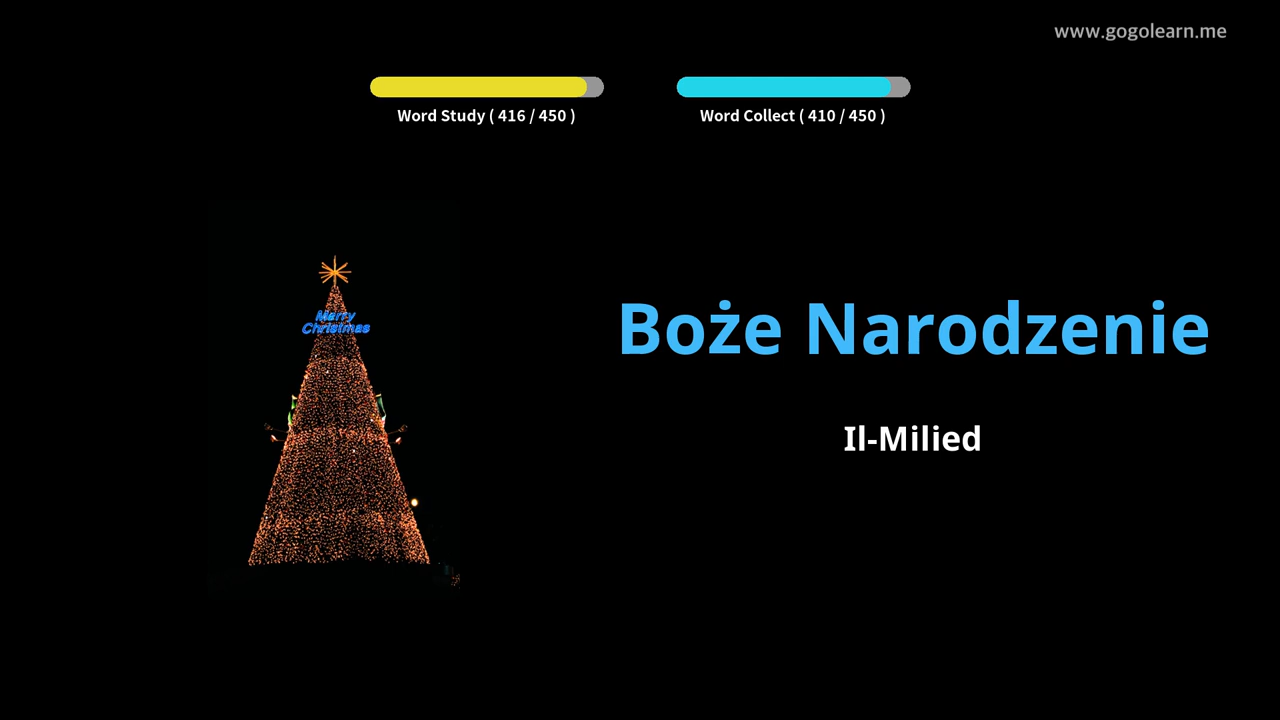 www.gogolearn.me
Word Study ( 416 / 450 )
Word Collect ( 410 / 450 )
Merry
Christmas
Boże Narodzenie
Il-Milied